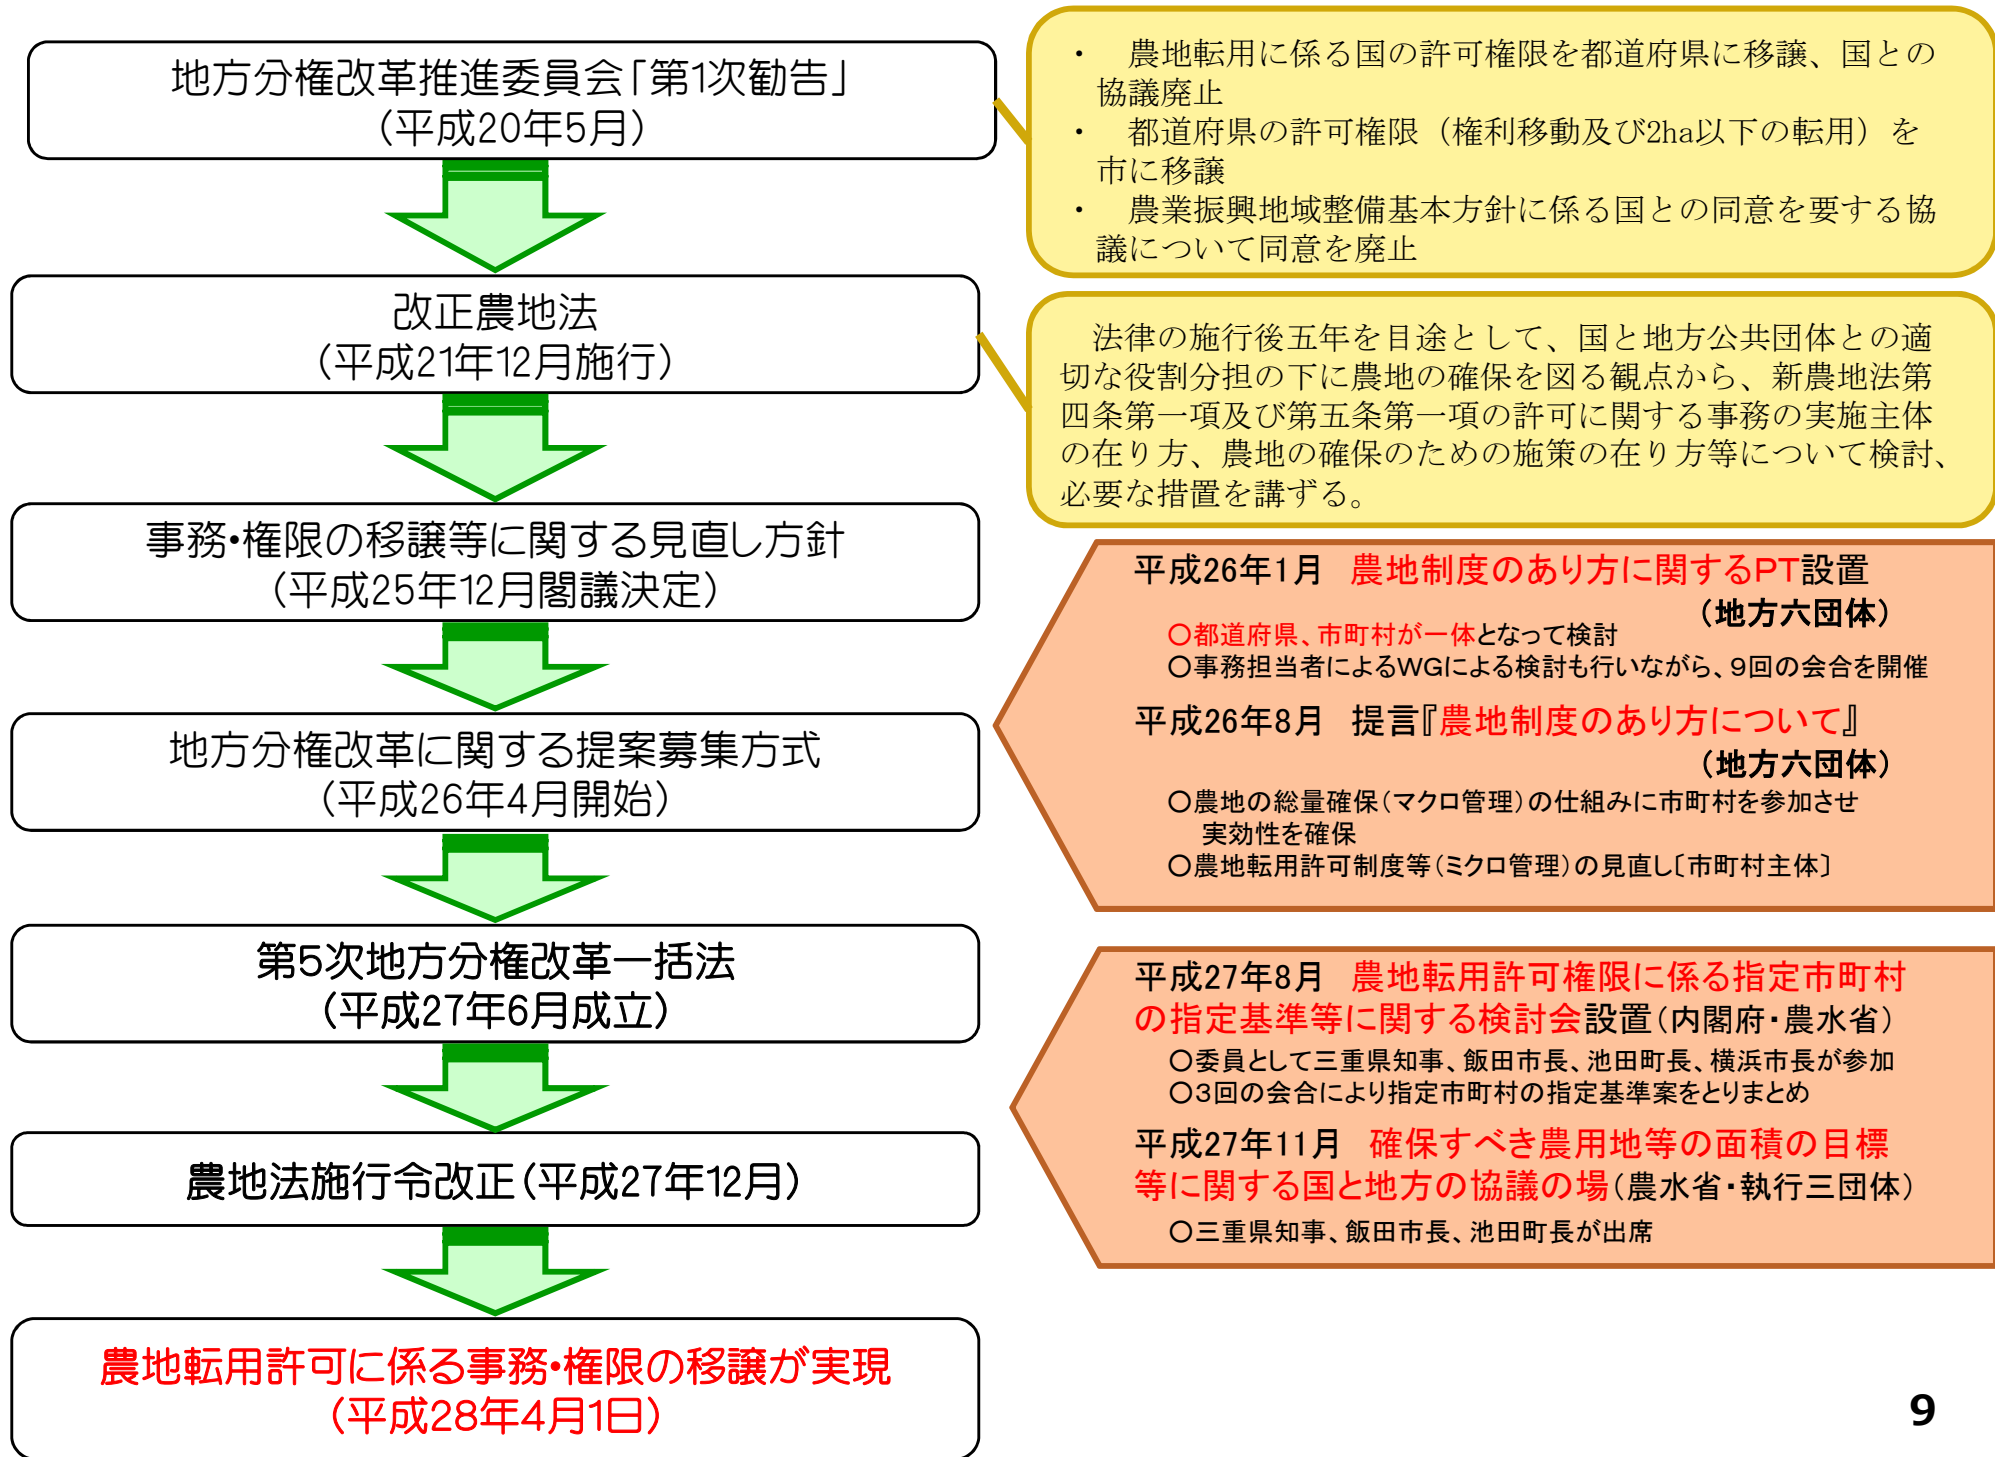 地方分権改革推進委員会「第1次勧告」
(平成20年5月)
・　農地転用に係る国の許可権限を都道府県に移譲、国との
協議廃止
・　都道府県の許可権限（権利移動及び2ha以下の転用）を
市に移譲
・　農業振興地域整備基本方針に係る国との同意を要する協
議について同意を廃止
改正農地法
(平成21年12月施行)
法律の施行後五年を目途として、国と地方公共団体との適
切な役割分担の下に農地の確保を図る観点から、新農地法第
四条第一項及び第五条第一項の許可に関する事務の実施主体
の在り方、農地の確保のための施策の在り方等について検討、
必要な措置を講ずる。
事務・権限の移譲等に関する見直し方針
(平成25年12月閣議決定)
地方分権改革に関する提案募集方式
(平成26年4月開始)
平成26年1月　農地制度のあり方に関するPT設置
(地方六団体)
○都道府県、市町村が一体となって検討
○事務担当者によるWGによる検討も行いながら、9回の会合を開催
平成26年8月　提言『農地制度のあり方について』
(地方六団体)
○農地の総量確保(マクロ管理)の仕組みに市町村を参加させ
実効性を確保
○農地転用許可制度等(ミクロ管理)の見直し〔市町村主体〕
第5次地方分権改革一括法
(平成27年6月成立)
農地法施行令改正(平成27年12月)
平成27年8月　農地転用許可権限に係る指定市町村
の指定基準等に関する検討会設置(内閣府・農水省)
○委員として三重県知事、飯田市長、池田町長、横浜市長が参加
○3回の会合により指定市町村の指定基準案をとりまとめ
平成27年11月　確保すべき農用地等の面積の目標
等に関する国と地方の協議の場(農水省・執行三団体)
○三重県知事、飯田市長、池田町長が出席
農地転用許可に係る事務・権限の移譲が実現
(平成28年4月1日)
9